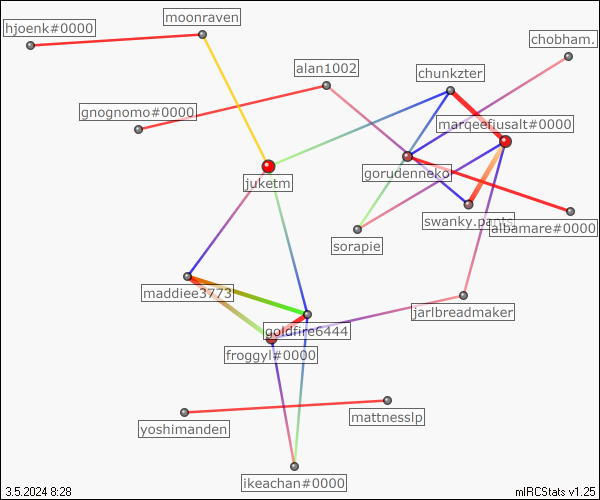 moonraven
hjoenk#0000
chobham.
alan1002
chunkzter
gnognomo#0000
marqeefiusalt#0000
gorudenneko
juketm
swanky.pants
albamare#0000
sorapie
maddiee3773
jarlbreadmaker
goldfire6444
froggyl#0000
mattnesslp
yoshimanden
ikeachan#0000
3.5.2024 8:28
mIRCStats v1.25